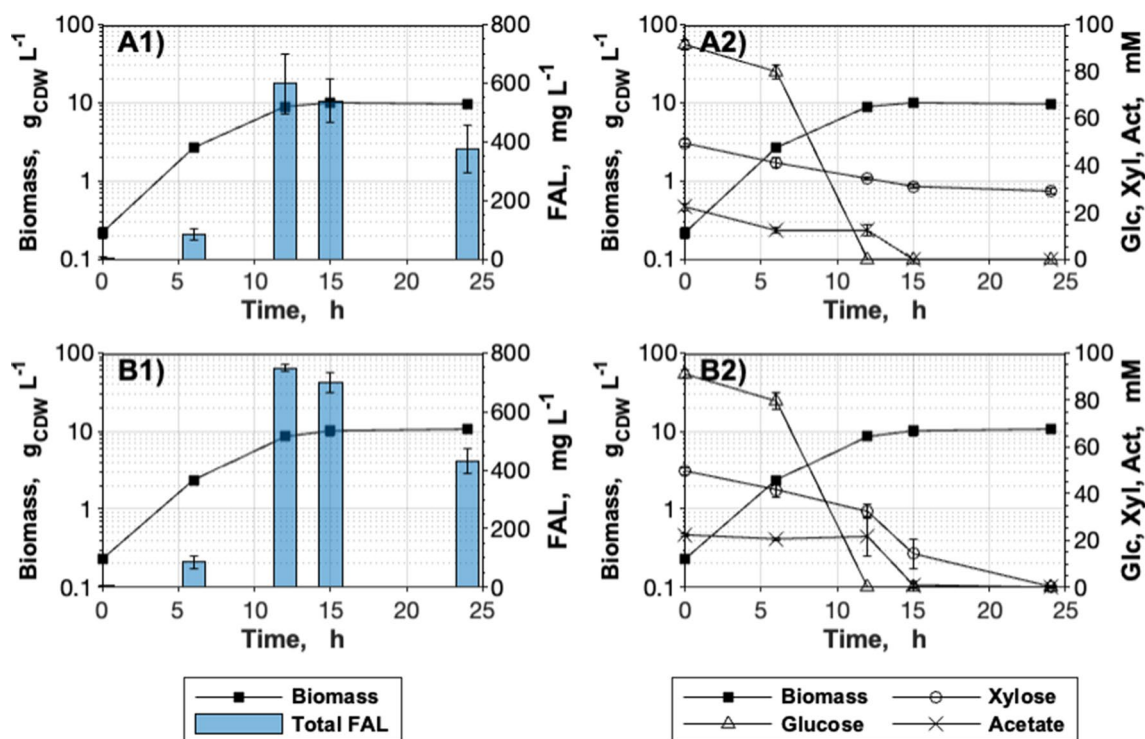 A1)
100
10
1
0.1
Biomass, gCDW L-1
800
600
400
200
0
FAL, mg L-1
0 5 10 15 20 25
Time, h
A2)
100
10
1
0.1
Biomass, gCDW L-1
100
80
60
40
20
0
Glc, Xyl, Act, mM
0 5 10 15 20 25
Time, h
B1)
100
10
1
0.1
Biomass, gCDW L-1
800
600
400
200
0
FAL, mg L-1
0 5 10 15 20 25
Time, h
B2)
100
10
1
0.1
Biomass, gCDW L-1
100
80
60
40
20
0
Glc, Xyl, Act, mM
0 5 10 15 20 25
Time, h
Biomass
Total FAL
Biomass Xylose
Glucose Acetate